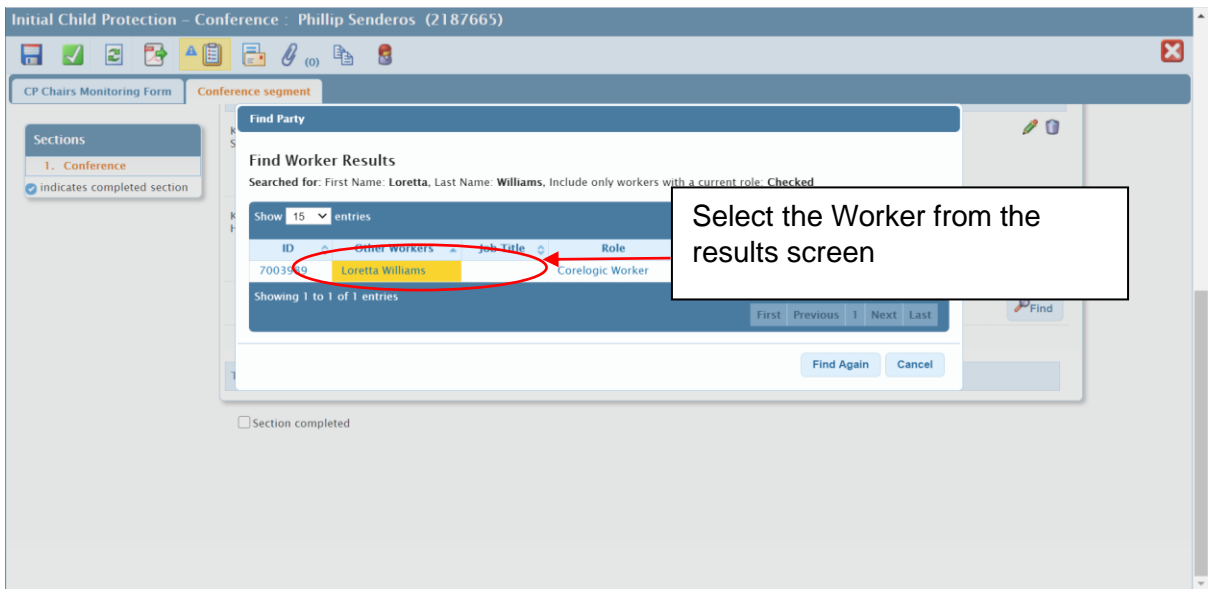 Initial Child Protection – Conference : Phillip Senderos (2187665)
(0)
CP Chairs Monitoring Form Conference segment
Sections
1. Conference
indicates completed section
Find Party
Find Worker Results
Searched for: First Name: Loretta, Last Name: Williams, Include only workers with a current role: Checked
Show 15 entries
ID Other Workers Job Title Role
7003989 Loretta Williams Corelogic Worker
Showing 1 to 1 of 1 entries
First Previous 1 Next Last
Find Again Cancel
Select the Worker from the
results screen
Find
Section completed